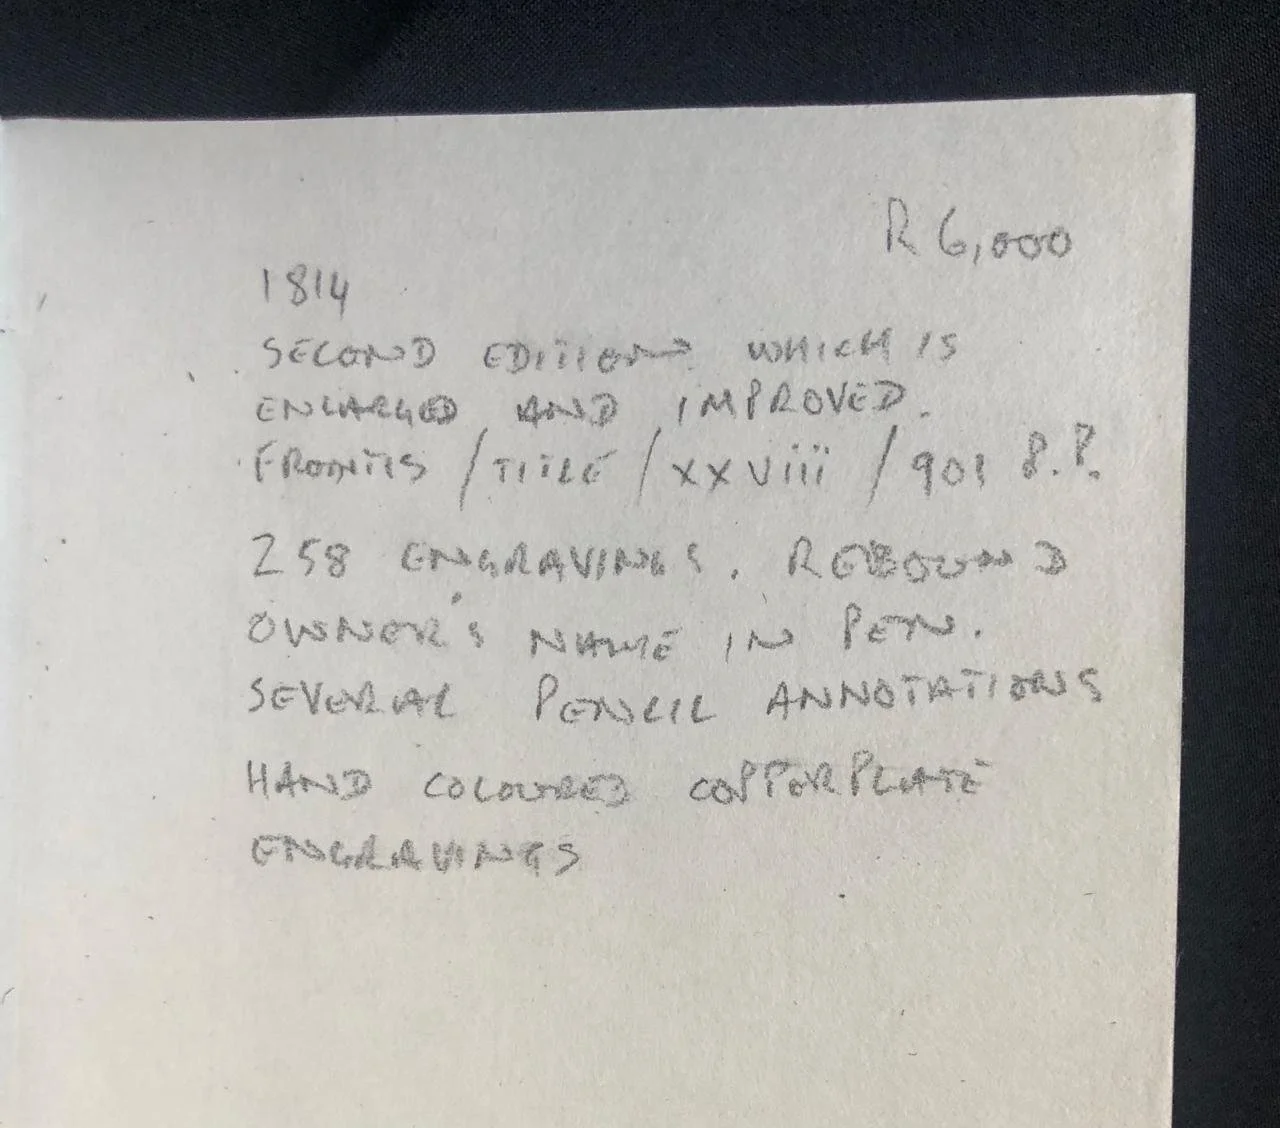 R 6,000
1814
SECOND EDITION WHICH IS
ENLARGED AND IMPROVED.
FRONTIS / TITLE / xxviii / 901 P.P.
258 ENGRAVINGS. REBOUND
OWNER'S NAME IN PEN.
SEVERAL PENCIL ANNOTATIONS
HAND COLOURED COPPERPLATE
ENGRAVINGS